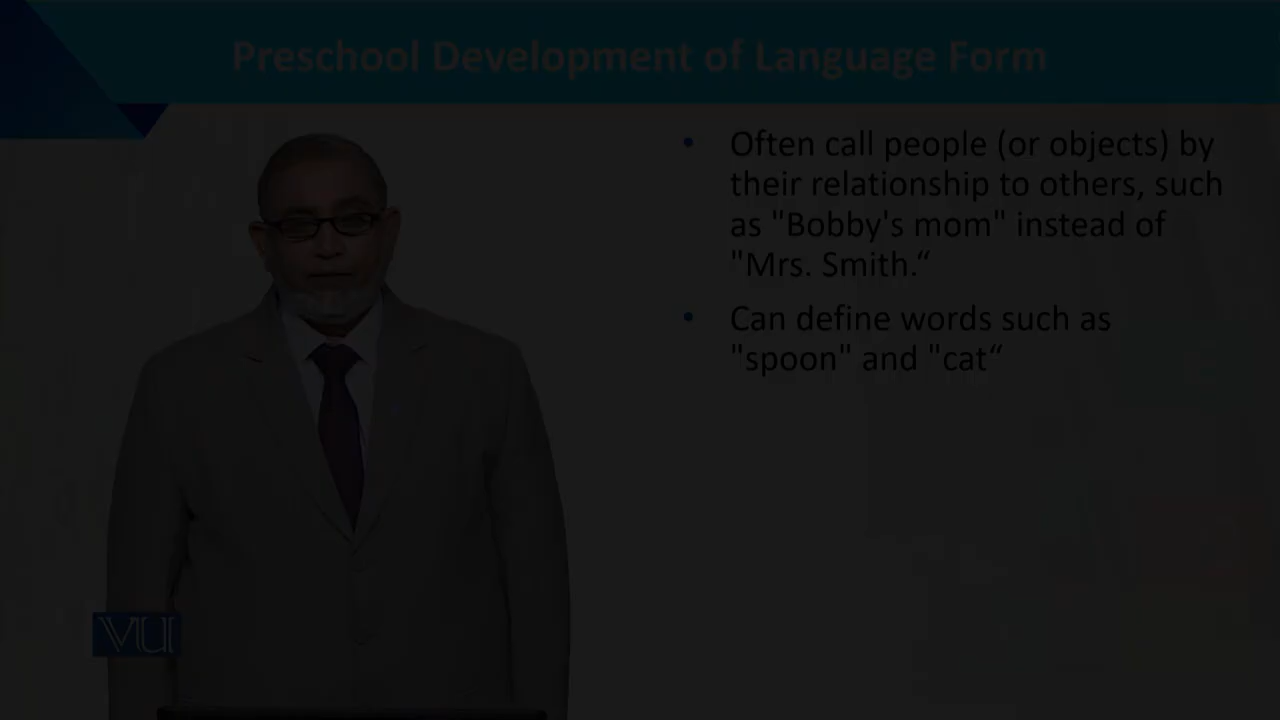 Preschool Development of Language Form
• Often call people (or objects) by
their relationship to others, such
as "Bobby's mom" instead of
"Mrs. Smith.“
• Can define words such as
"spoon" and "cat“
VU